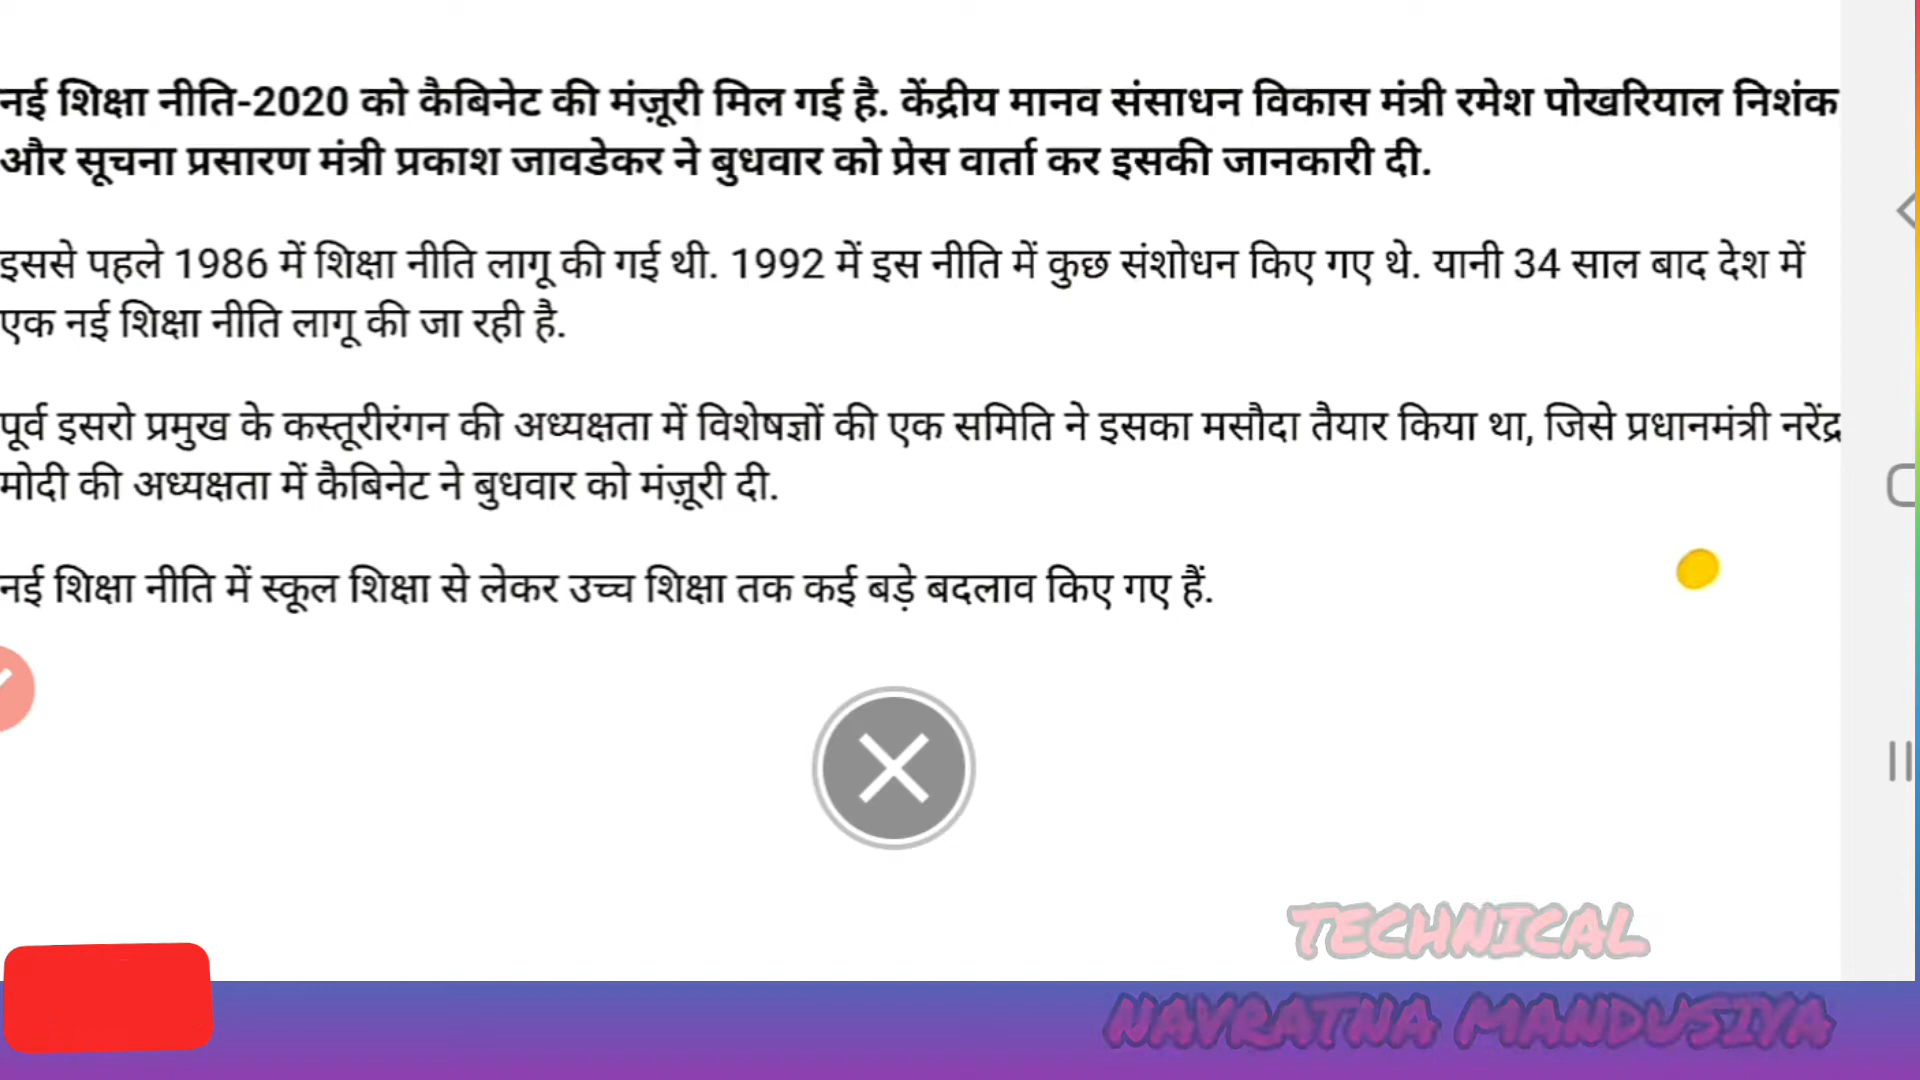 नई शिक्षा नीति-2020 को कैबिनेट की मंज़ूरी मिल गई है. केंद्रीय मानव संसाधन विकास मंत्री रमेश पोखरियाल निशंक
और सूचना प्रसारण मंत्री प्रकाश जावडेकर ने बुधवार को प्रेस वार्ता कर इसकी जानकारी दी.
इससे पहले 1986 में शिक्षा नीति लागू की गई थी. 1992 में इस नीति में कुछ संशोधन किए गए थे. यानी 34 साल बाद देश में
एक नई शिक्षा नीति लागू की जा रही है.
पूर्व इसरो प्रमुख के कस्तूरीरंगन की अध्यक्षता में विशेषज्ञों की एक समिति ने इसका मसौदा तैयार किया था, जिसे प्रधानमंत्री नरेंद्र
मोदी की अध्यक्षता में कैबिनेट ने बुधवार को मंज़ूरी दी.
नई शिक्षा नीति में स्कूल शिक्षा से लेकर उच्च शिक्षा तक कई बड़े बदलाव किए गए हैं.
TECHNICAL
NAVRATNA MANDUSIYA